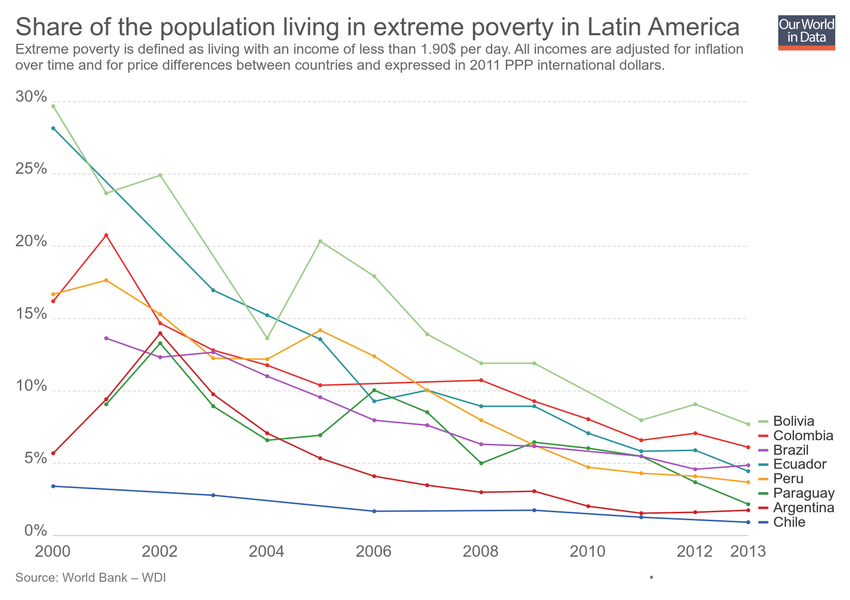 Share of the population living in extreme poverty in Latin America
Our World
in Data
Extreme poverty is defined as living with an income of less than 1.90$ per day. All incomes are adjusted for inflation
over time and for price differences between countries and expressed in 2011 PPP international dollars.
30%
25%
20%
15%
10%
5%
0%
Bolivia
Colombia
Brazil
Ecuador
Peru
Paraguay
Argentina
Chile
2000 2002 2004 2006 2008 2010 2012 2013
Source: World Bank – WDI